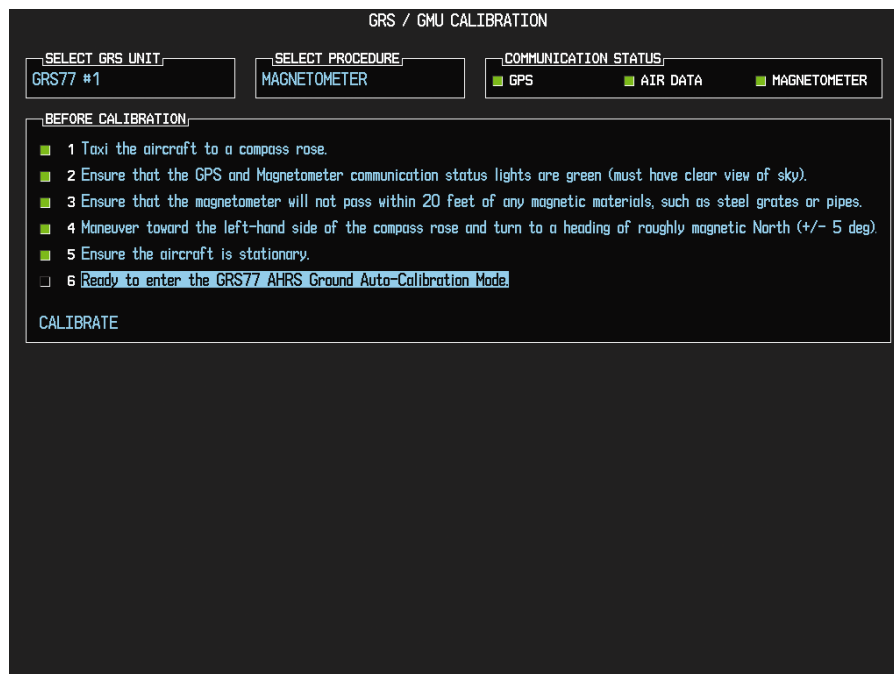 GRS / GMU CALIBRATION
SELECT GRS UNIT SELECT PROCEDURE COMMUNICATION STATUS
GRS77 #1 MAGNETOMETER GPS AIR DATA MAGNETOMETER
BEFORE CALIBRATION
1 Taxi the aircraft to a compass rose.
2 Ensure that the GPS and Magnetometer communication status lights are green (must have clear view of sky).
3 Ensure that the magnetometer will not pass within 20 feet of any magnetic materials, such as steel grates or pipes.
4 Maneuver toward the left-hand side of the compass rose and turn to a heading of roughly magnetic North (+/- 5 deg).
5 Ensure the aircraft is stationary.
6 Ready to enter the GRS77 AHRS Ground Auto-Calibration Mode.
CALIBRATE